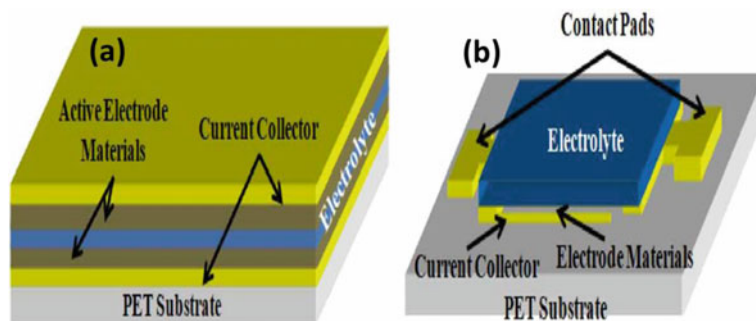 (a)
Active Electrode
Materials
Current Collector
Electrolyte
PET Substrate
(b)
Contact Pads
Electrolyte
Current Collector
Electrode Materials
PET Substrate